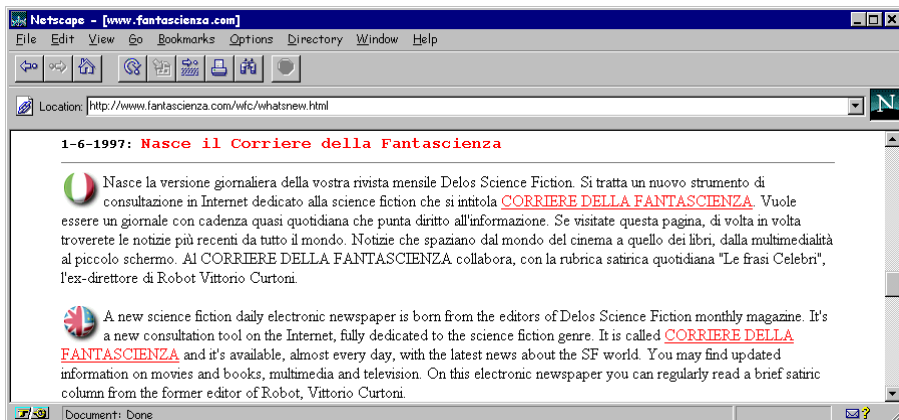 Netscape - [www.fantascienza.com]
File Edit View Go Bookmarks Options Directory Window Help
Location: http://www.fantascienza.com/wfc/whatsnew.html
N
1-6-1997: Nasce il Corriere della Fantascienza
Nasce la versione giornaliera della vostra rivista mensile Delos Science Fiction. Si tratta un nuovo strumento di
consultazione in Internet dedicato alla science fiction che si intitola CORRIERE DELLA FANTASCIENZA. Vuole
essere un giornale con cadenza quasi quotidiana che punta diritto all'informazione. Se visitate questa pagina, di volta in volta
troverete le notizie più recenti da tutto il mondo. Notizie che spaziano dal mondo del cinema a quello dei libri, dalla multimedialità
al piccolo schermo. Al CORRIERE DELLA FANTASCIENZA collabora, con la rubrica satirica quotidiana "Le frasi Celebri",
l'ex-direttore di Robot Vittorio Curtoni.
A new science fiction daily electronic newspaper is born from the editors of Delos Science Fiction monthly magazine. It's
a new consultation tool on the Internet, fully dedicated to the science fiction genre. It is called CORRIERE DELLA
FANTASCIENZA and it's available, almost every day, with the latest news about the SF world. You may find updated
information on movies and books, multimedia and television. On this electronic newspaper you can regularly read a brief satiric
column from the former editor of Robot, Vittorio Curtoni.
Document: Done